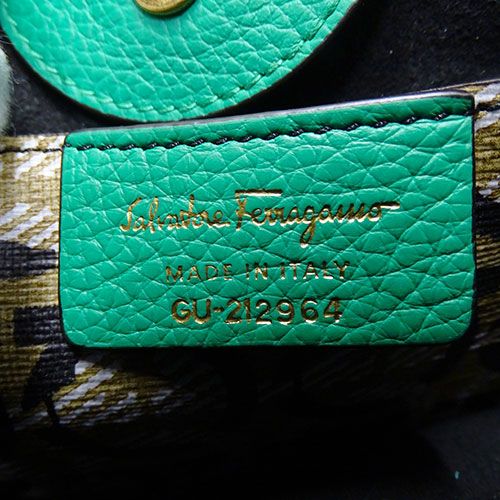 Salvatore Ferragamo
MADE IN ITALY
GU-212964